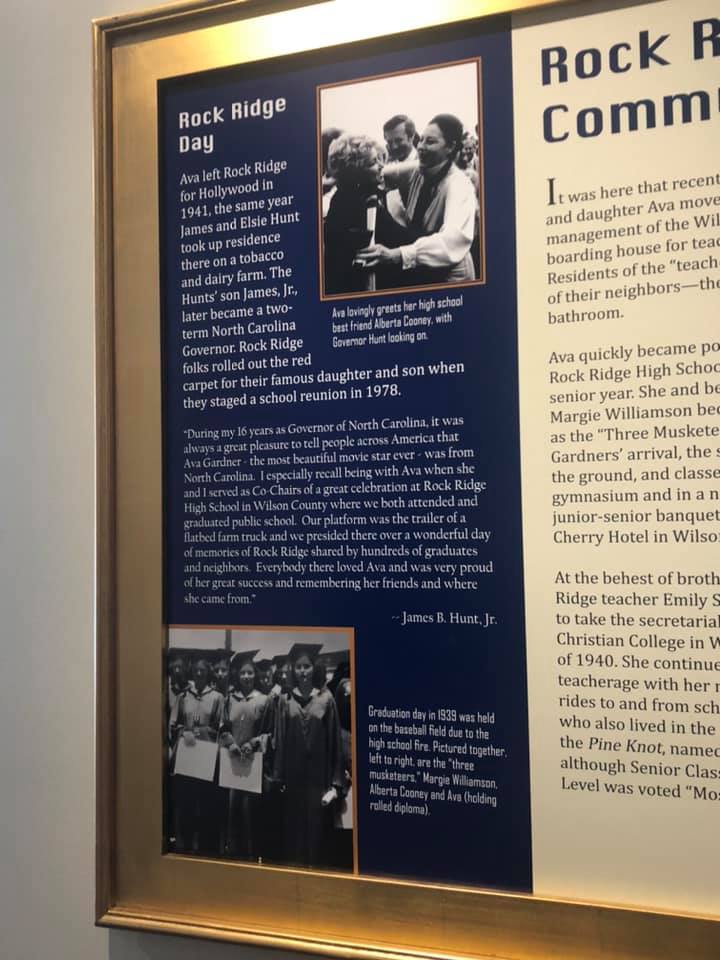 Rock Ridge
Day
Ava left Rock Ridge
for Hollywood in
1941, the same year
James and Elsie Hunt
took up residence
there on a tobacco
and dairy farm. The
Hunts' son James, Jr.,
later became a two-
term North Carolina
Governor. Rock Ridge
folks rolled out the red
carpet for their famous daughter and son when
they staged a school reunion in 1978.
Ava lovingly greets her high school
best friend Alberta Cooney, with
Governor Hunt looking on.
"During my 16 years as Governor of North Carolina, it was
always a great pleasure to tell people across America that
Ava Gardner - the most beautiful movie star ever - was from
North Carolina. I especially recall being with Ava when she
and I served as Co-Chairs of a great celebration at Rock Ridge
High School in Wilson County where we both attended and
graduated public school. Our platform was the trailer of a
flatbed farm truck and we presided there over a wonderful day
of memories of Rock Ridge shared by hundreds of graduates
and neighbors. Everybody there loved Ava and was very proud
of her great success and remembering her friends and where
she came from."
-- James B. Hunt, Jr.
Graduation day in 1939 was held
on the baseball field due to the
high school fire. Pictured together,
left to right, are the "three
musketeers," Margie Williamson,
Alberta Cooney and Ava (holding
rolled diploma).
Rock R
Comm
It was here that recent
and daughter Ava move
management of the Wil
boarding house for teac
Residents of the "teach
of their neighbors—the
bathroom.
Ava quickly became po
Rock Ridge High Schoo
senior year. She and be
Margie Williamson bec
as the "Three Muskete
Gardners' arrival, the s
the ground, and classe
gymnasium and in a n
junior-senior banquet
Cherry Hotel in Wilso
At the behest of broth
Ridge teacher Emily S
to take the secretarial
Christian College in W
of 1940. She continue
teacherage with her m
rides to and from sch
who also lived in the
the Pine Knot, named
although Senior Clas
Level was voted "Mo